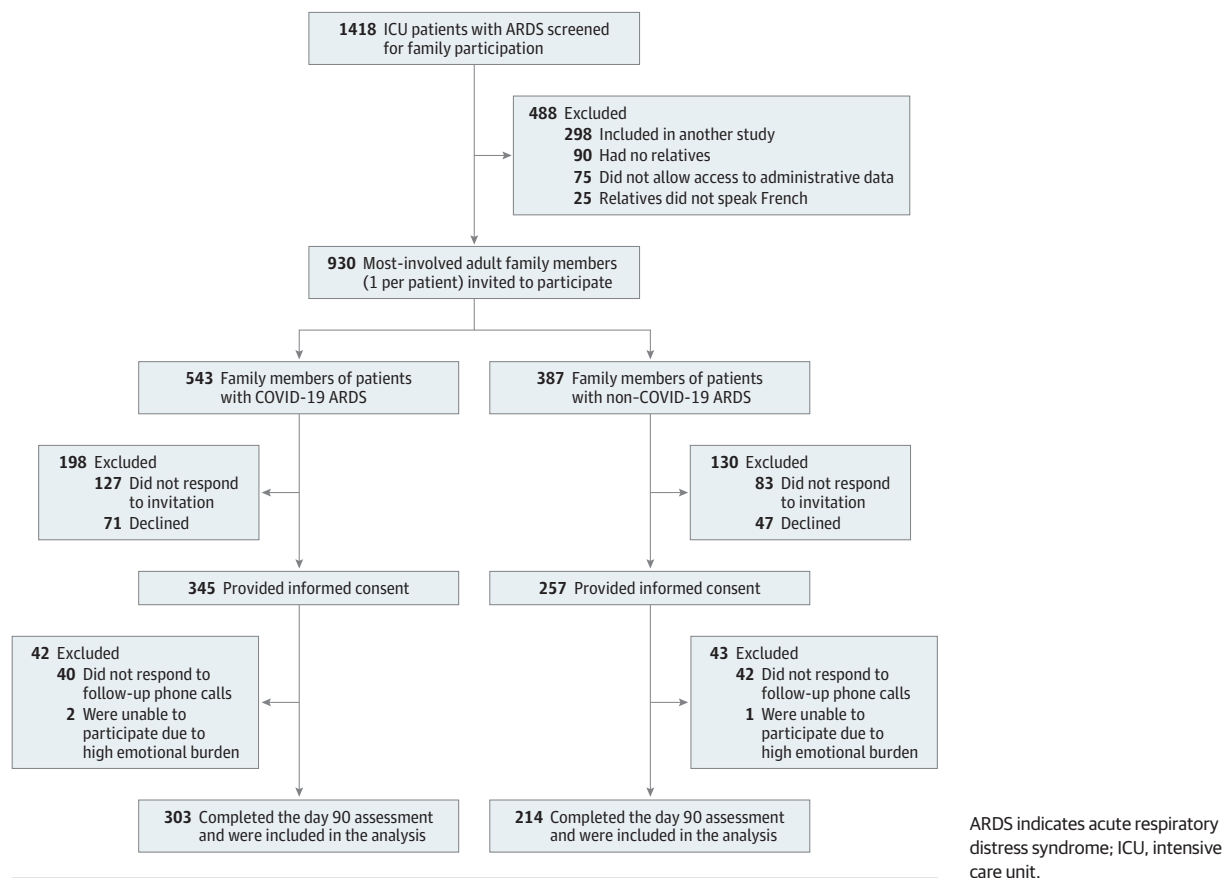 1418 ICU patients with ARDS screened
for family participation
488 Excluded
298 Included in another study
90 Had no relatives
75 Did not allow access to administrative data
25 Relatives did not speak French
930 Most-involved adult family members
(1 per patient) invited to participate
543 Family members of patients
with COVID-19 ARDS
387 Family members of patients
with non–COVID-19 ARDS
198 Excluded
127 Did not respond
to invitation
71 Declined
130 Excluded
83 Did not respond
to invitation
47 Declined
345 Provided informed consent
257 Provided informed consent
42 Excluded
40 Did not respond to
follow-up phone calls
2 Were unable to
participate due to
high emotional burden
43 Excluded
42 Did not respond to
follow-up phone calls
1 Were unable to
participate due to
high emotional burden
303 Completed the day 90 assessment
and were included in the analysis
214 Completed the day 90 assessment
and were included in the analysis
ARDS indicates acute respiratory
distress syndrome; ICU, intensive
care unit.